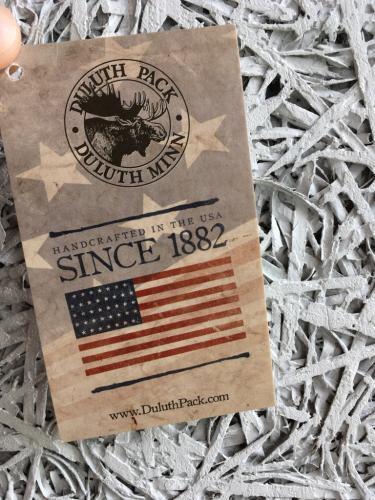 DULUTH PACK
DULUTH MINN
HANDCRAFTED IN THE USA
SINCE 1882
www.DuluthPack.com